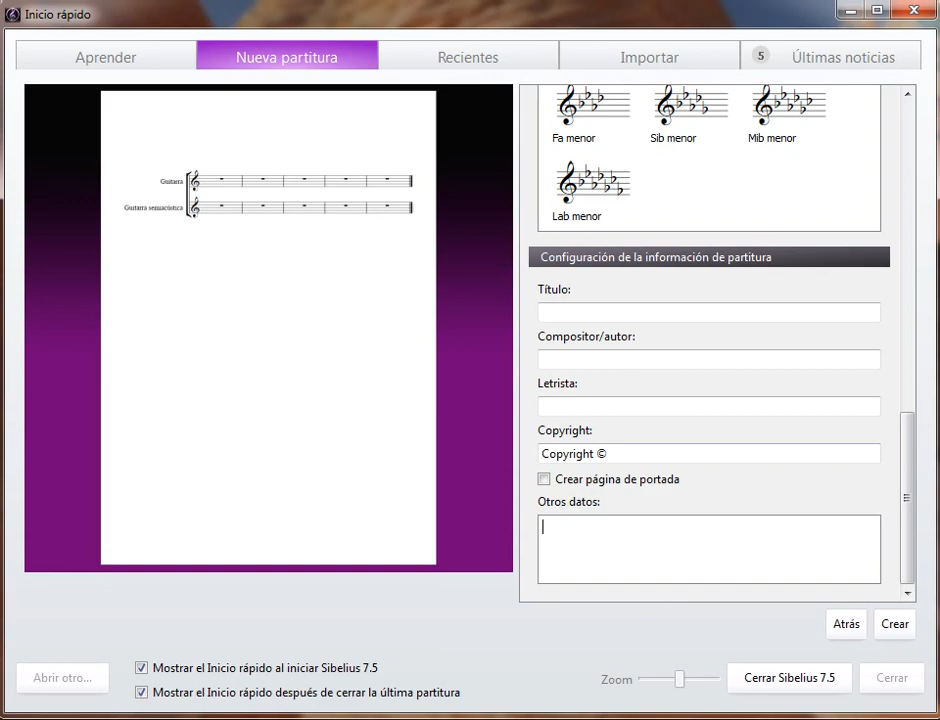 Inicio rápido
Aprender
Nueva partitura
Recientes
Importar
5
Últimas noticias
Guitarra
Guitarra semiacústica
Fa menor
Sib menor
Mib menor
Lab menor
Configuración de la información de partitura
Título:
Compositor/autor:
Letrista:
Copyright:
Copyright ©
Crear página de portada
Otros datos:
Atrás
Crear
Abrir otro...
Mostrar el Inicio rápido al iniciar Sibelius 7.5
Mostrar el Inicio rápido después de cerrar la última partitura
Zoom
Cerrar Sibelius 7.5
Cerrar